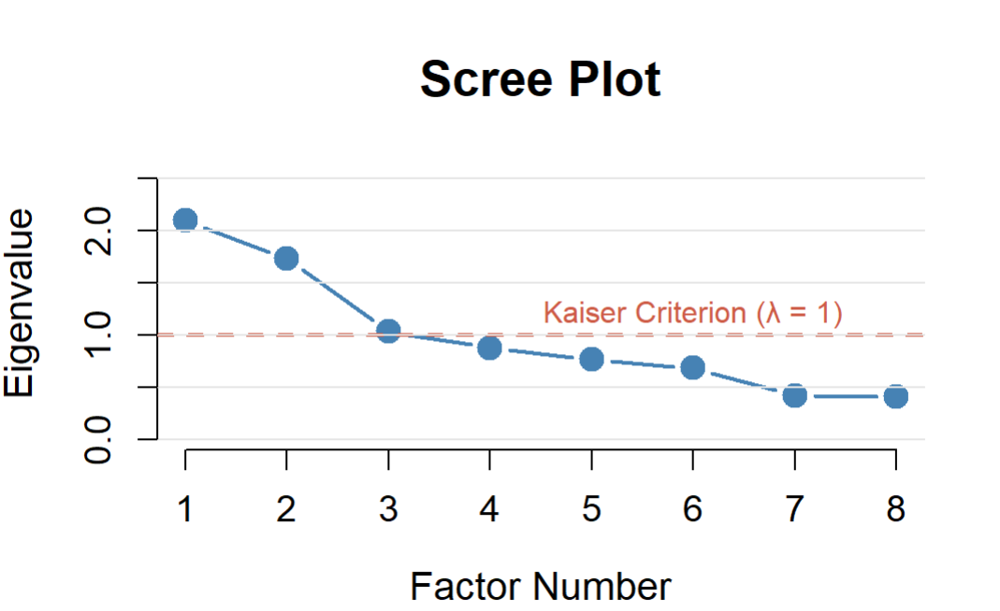 Scree Plot
Eigenvalue
2.0
1.0
0.0
Kaiser Criterion (λ = 1)
1 2 3 4 5 6 7 8
Factor Number